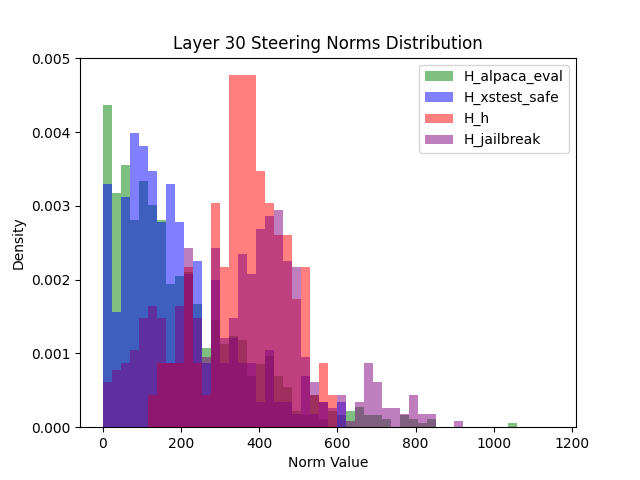 Layer 30 Steering Norms Distribution
0.005
0.004
0.003
0.002
0.001
0.000
Density
H_alpaca_eval
H_xstest_safe
H_h
H_jailbreak
0 200 400 600 800 1000 1200
Norm Value